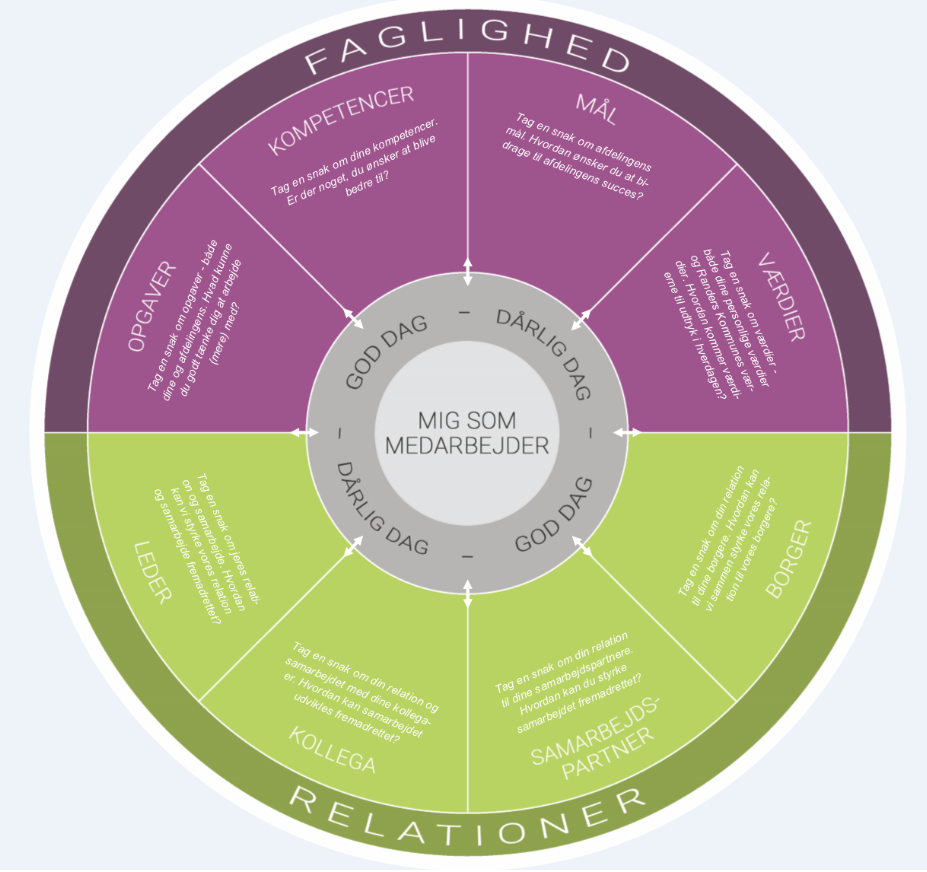 FAGLIGHED
KOMPETENCER
Tag en snak om dine kompetencer.
Er der noget, du ønsker at blive
bedre til?
MÅL
Tag en snak om afdelingens
mål. Hvordan ønsker du at bi-
drage til afdelingens succes?
OPGAVER
Tag en snak om opgaver - både
dine og afdelingens. Hvad kunne
du godt tænke dig at arbejde
(mere) med?
VÆRDIER
Tag en snak om værdier -
både dine personlige værdier
og Randers Kommunes vær-
dier. Hvordan kommer værdi-
erne til udtryk i hverdagen?
GOD DAG – DÅRLIG DAG –
MIG SOM
MEDARBEJDER
– DÅRLIG DAG – GOD DAG
LEDER
Tag en snak om jeres relati-
on og samarbejde. Hvordan
kan vi styrke vores relation
og samarbejde fremadrettet?
BORGER
Tag en snak om din relation
til dine borgere. Hvordan kan
vi sammen styrke vores rela-
tion til vores borgere?
Tag en snak om din relation og
samarbejdet med dine kollega-
er. Hvordan kan samarbejdet
udvikles fremadrettet?
KOLLEGA
Tag en snak om din relation
til dine samarbejdspartnere.
Hvordan kan du styrke
samarbejdet fremadrettet?
SAMARBEJDS-
PARTNER
RELATIONER